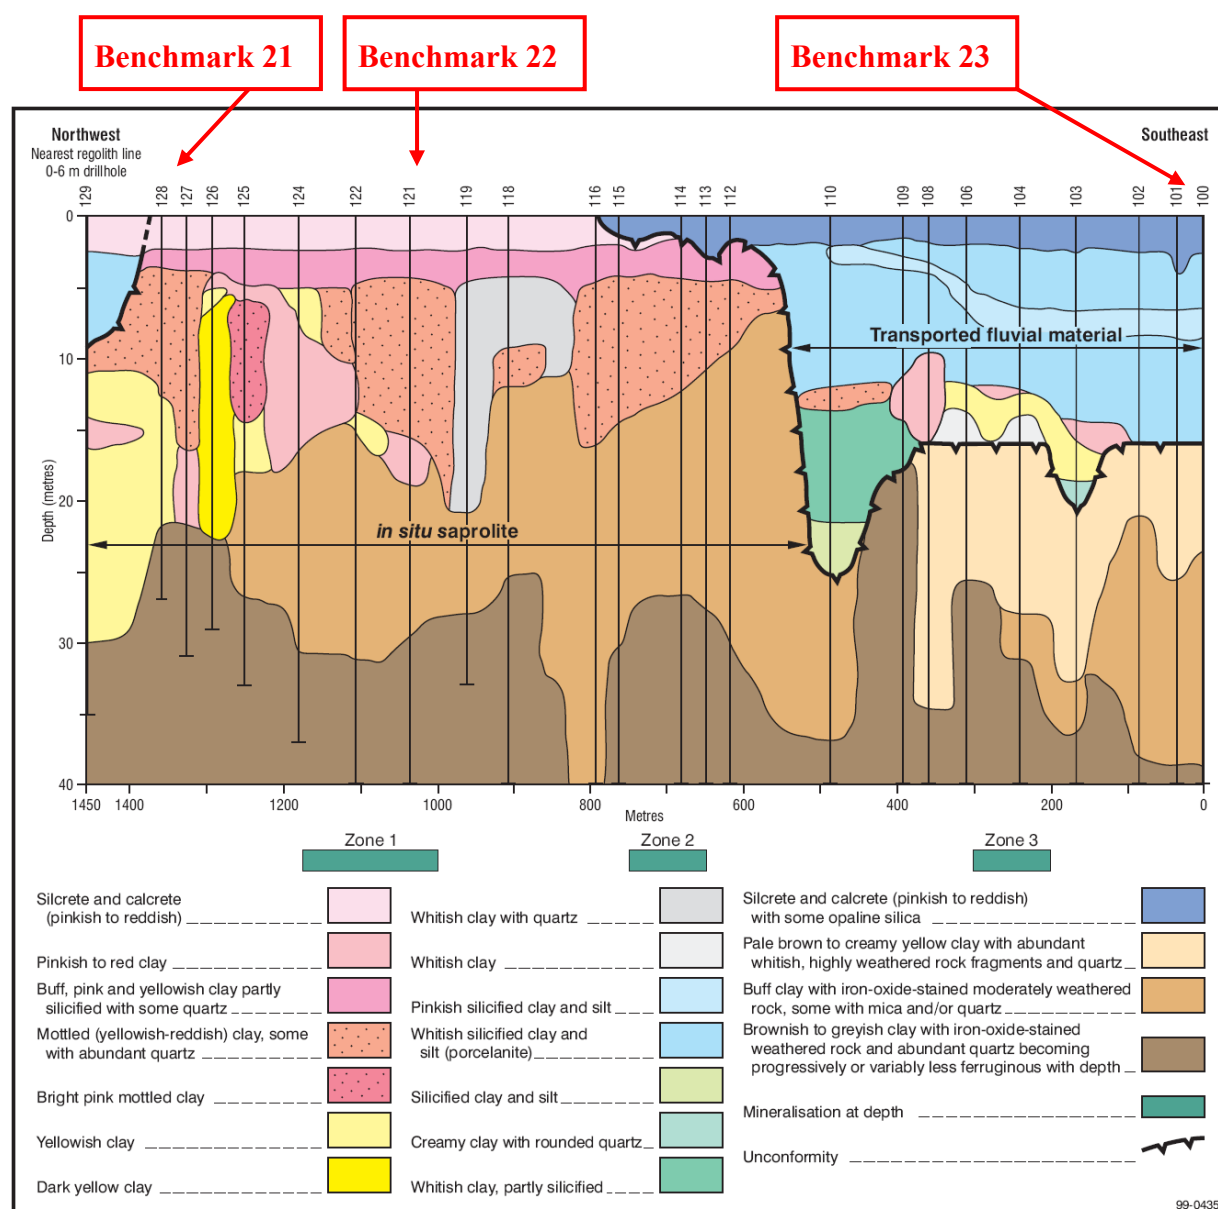 Benchmark 21
Benchmark 22
Benchmark 23
Northwest
Nearest regolith line
0-6 m drillhole
Southeast
129
128
127
126
125
124
122
121
119
118
116
115
114
113
112
110
109
108
106
104
103
102
101
100
0
10
20
30
40
Depth (metres)
Transported fluvial material
in situ saprolite
1450
1400
1200
1000
800
600
400
200
0
Metres
Zone 1
Zone 2
Zone 3
Silcrete and calcrete
(pinkish to reddish)
Pinkish to red clay
Buff, pink and yellowish clay partly
silicified with some quartz
Mottled (yellowish-reddish) clay, some
with abundant quartz
Bright pink mottled clay
Yellowish clay
Dark yellow clay
Whitish clay with quartz
Whitish clay
Pinkish silicified clay and silt
Whitish silicified clay and
silt (porcelanite)
Silicified clay and silt
Creamy clay with rounded quartz
Whitish clay, partly silicified
Silcrete and calcrete (pinkish to reddish)
with some opaline silica
Pale brown to creamy yellow clay with abundant
whitish, highly weathered rock fragments and quartz
Buff clay with iron-oxide-stained moderately weathered
rock, some with mica and/or quartz
Brownish to greyish clay with iron-oxide-stained
weathered rock and abundant quartz becoming
progressively or variably less ferruginous with depth
Mineralisation at depth
Unconformity
99-0435